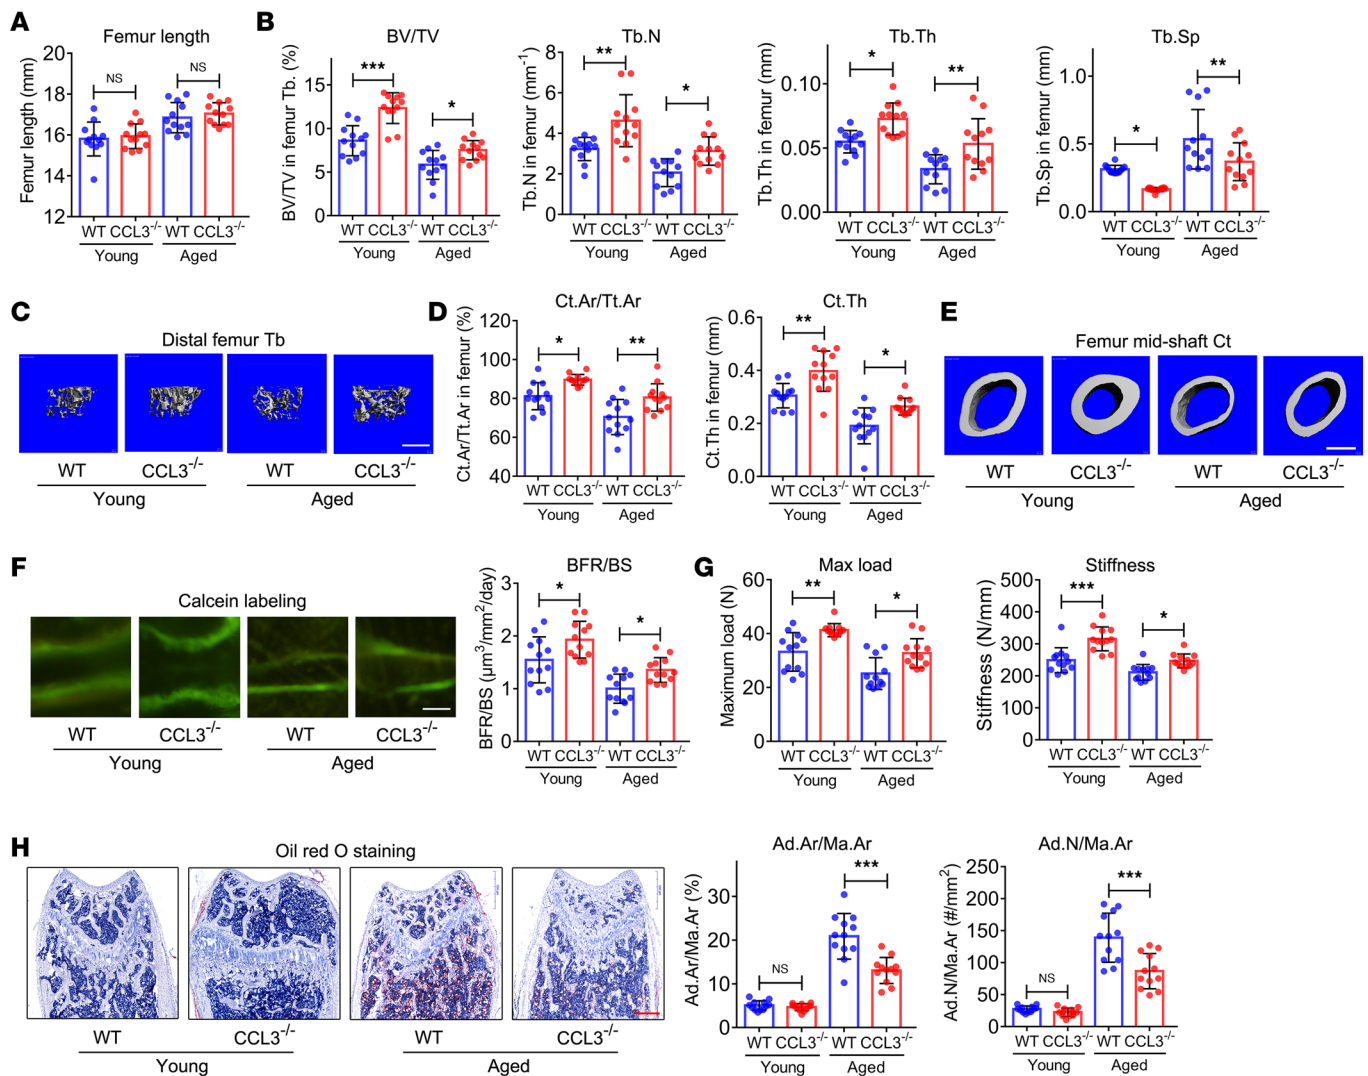 A
Femur length
Femur length (mm)
20
18
16
14
12
NS
NS
WT CCL3-/-
WT CCL3-/-
Young
Aged
B
BV/TV
BV/TV in femur Tb. (%)
15
10
5
0
***
*
WT CCL3-/-
WT CCL3-/-
Young
Aged
Tb.N
Tb.N in femur (mm-1)
8
6
4
2
0
**
*
WT CCL3-/-
WT CCL3-/-
Young
Aged
Tb.Th
Tb.Th in femur (mm)
0.10
0.05
0.00
*
**
WT CCL3-/-
WT CCL3-/-
Young
Aged
Tb.Sp
Tb.Sp in femur (mm)
1.0
0.5
0.0
*
**
WT CCL3-/-
WT CCL3-/-
Young
Aged
C
Distal femur Tb
WT
CCL3-/-
WT
CCL3-/-
Young
Aged
D
Ct.Ar/Tt.Ar
Ct.Ar/Tt.Ar in femur (%)
120
100
80
60
40
*
**
WT CCL3-/-
WT CCL3-/-
Young
Aged
Ct.Th
Ct.Th in femur (mm)
0.6
0.4
0.2
0.0
**
*
WT CCL3-/-
WT CCL3-/-
Young
Aged
E
Femur mid-shaft Ct
WT
CCL3-/-
WT
CCL3-/-
Young
Aged
F
Calcein labeling
WT
CCL3-/-
WT
CCL3-/-
Young
Aged
BFR/BS
BFR/BS (µm3/mm2/day)
3
2
1
0
*
*
WT CCL3-/-
WT CCL3-/-
Young
Aged
G
Max load
Maximum load (N)
60
40
20
0
**
*
WT CCL3-/-
WT CCL3-/-
Young
Aged
Stiffness
Stiffness (N/mm)
500
400
300
200
100
0
***
*
WT CCL3-/-
WT CCL3-/-
Young
Aged
H
Oil red O staining
WT
CCL3-/-
WT
CCL3-/-
Young
Aged
Ad.Ar/Ma.Ar
Ad.Ar/Ma.Ar (%)
30
20
10
0
NS
***
WT CCL3-/-
WT CCL3-/-
Young
Aged
Ad.N/Ma.Ar
Ad.N/Ma.Ar (#/mm2)
250
200
150
100
50
0
NS
***
WT CCL3-/-
WT CCL3-/-
Young
Aged